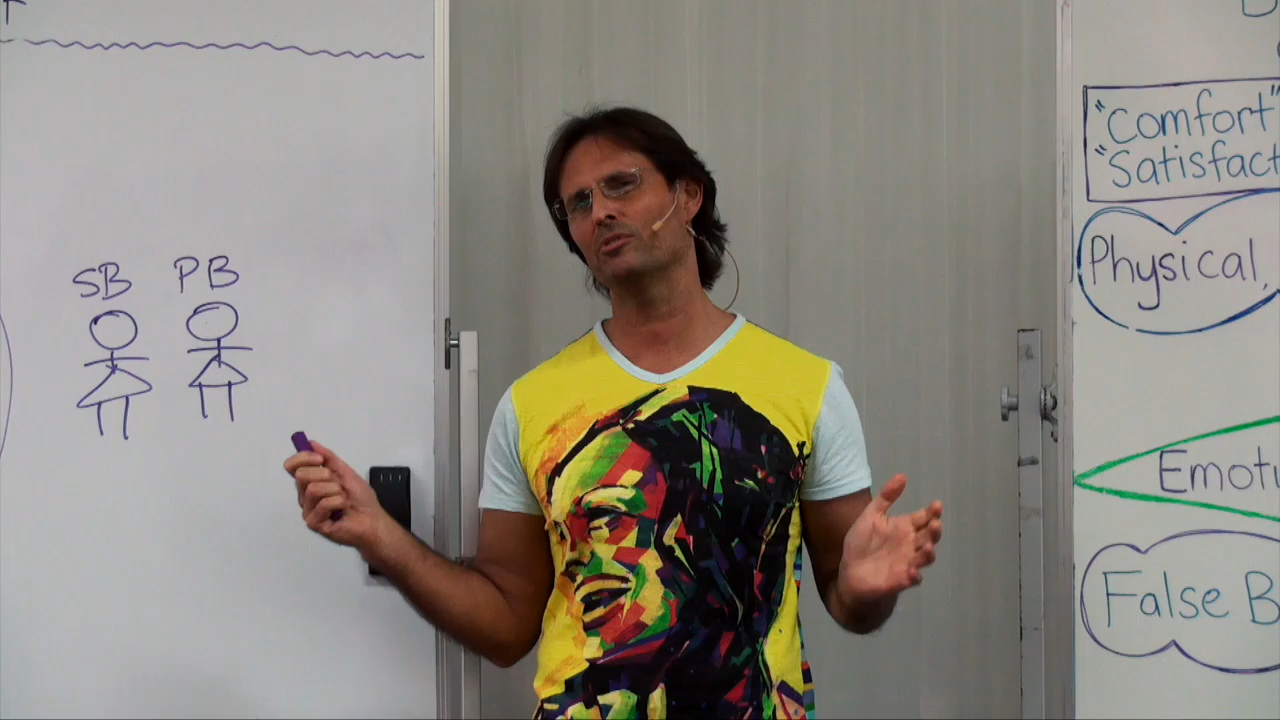 SB PB
"Comfort"
"Satisfact
Physical,
Emoti
False B